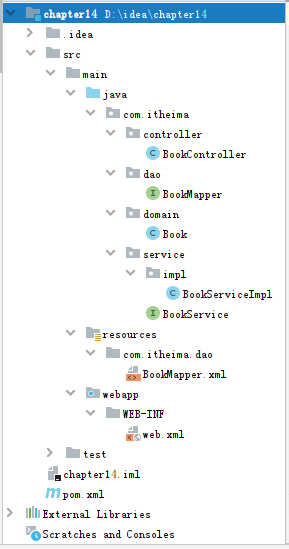 chapter14 D:\idea\chapter14
.idea
src
main
java
com.itheima
controller
BookController
dao
BookMapper
domain
Book
service
impl
BookServiceImpl
BookService
resources
com.itheima.dao
BookMapper.xml
webapp
WEB-INF
web.xml
test
chapter14.iml
pom.xml
External Libraries
Scratches and Consoles